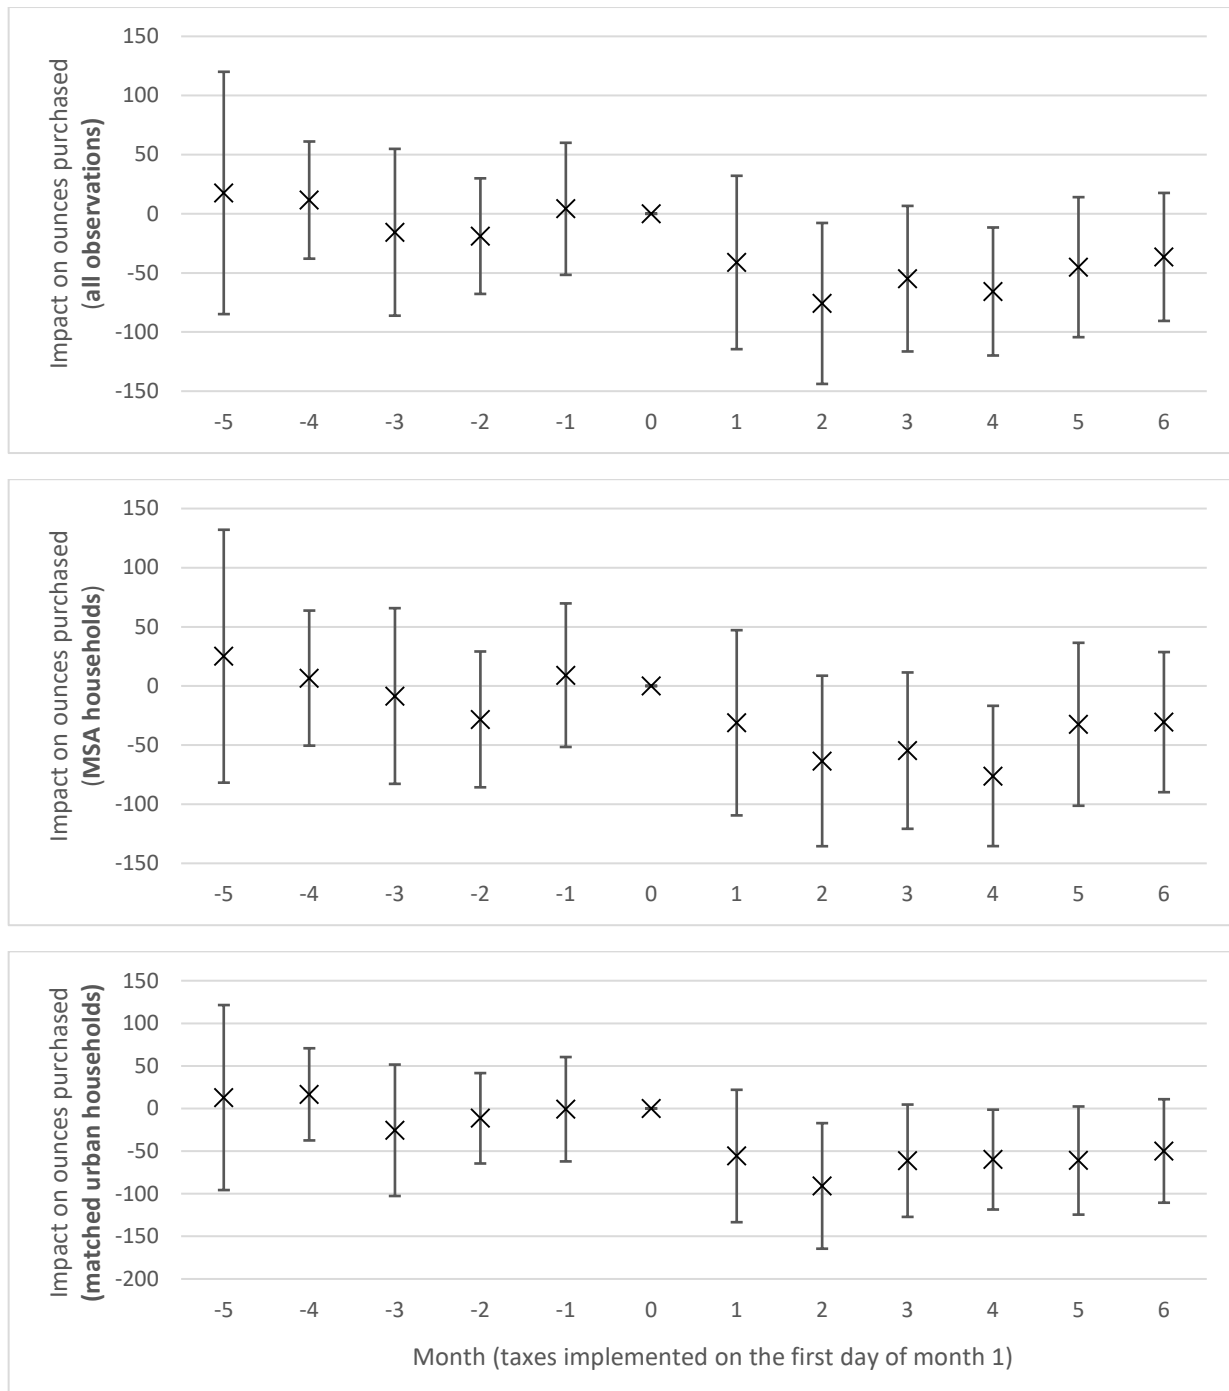 Impact on ounces purchased
(all observations)
150
100
50
0
-50
-100
-150
-5 -4 -3 -2 -1 0 1 2 3 4 5 6
Impact on ounces purchased
(MSA households)
150
100
50
0
-50
-100
-150
-5 -4 -3 -2 -1 0 1 2 3 4 5 6
Impact on ounces purchased
(matched urban households)
150
100
50
0
-50
-100
-150
-200
-5 -4 -3 -2 -1 0 1 2 3 4 5 6
Month (taxes implemented on the first day of month 1)